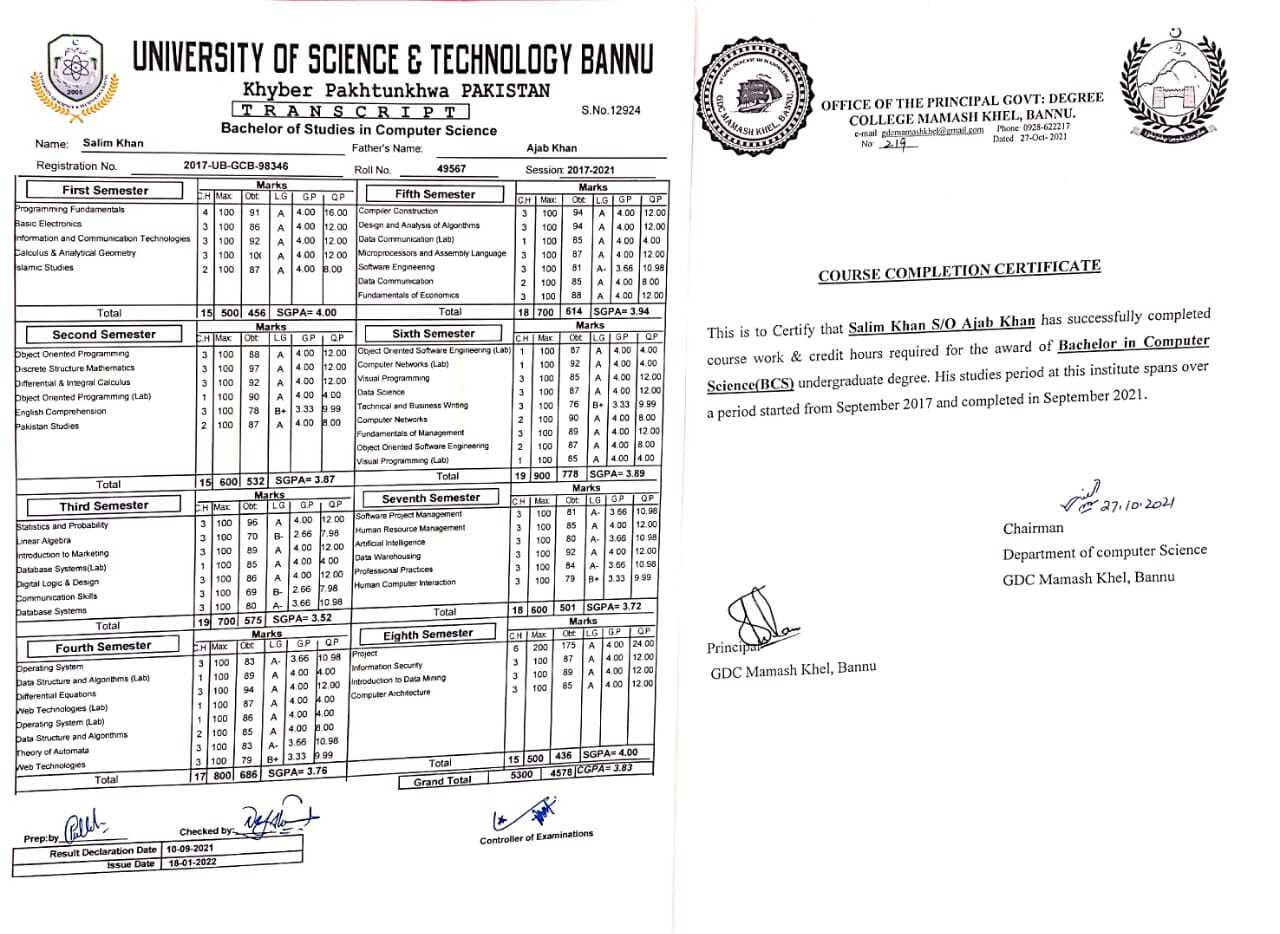 UNIVERSITY OF SCIENCE & TECHNOLOGY BANNU
Khyber Pakhtunkhwa PAKISTAN
TRANSCRIPT
S.No.12924
Bachelor of Studies in Computer Science
2005
Name: Salim Khan
Father's Name: Ajab Khan
Registration No. 2017-UB-GCB-98346
Roll No. 49567
Session: 2017-2021
First Semester
Marks
C.H Max: Obt: L.G G.P Q.P
Programming Fundamentals 4 100 91 A 4.00 16.00
Basic Electronics 3 100 86 A 4.00 12.00
Information and Communication Technologies 3 100 92 A 4.00 12.00
Calculus & Analytical Geometry 3 100 10( A 4.00 12.00
Islamic Studies 2 100 87 A 4.00 8.00
Total 15 500 456 SGPA= 4.00
Second Semester
Marks
C.H Max: Obt: L.G G.P Q.P
Object Oriented Programming 3 100 88 A 4.00 12.00
Discrete Structure Mathematics 3 100 97 A 4.00 12.00
Differential & Integral Calculus 3 100 92 A 4.00 12.00
Object Oriented Programming (Lab) 1 100 90 A 4.00 4.00
English Comprehension 3 100 78 B+ 3.33 9.99
Pakistan Studies 2 100 87 A 4.00 8.00
Total 15 600 532 SGPA= 3.87
Third Semester
Marks
C.H Max: Obt: L.G G.P Q.P
Statistics and Probability 3 100 96 A 4.00 12.00
Linear Algebra 3 100 70 B- 2.66 7.98
Introduction to Marketing 3 100 89 A 4.00 12.00
Database Systems(Lab) 1 100 85 A 4.00 4.00
Digital Logic & Design 3 100 86 A 4.00 12.00
Communication Skills 3 100 69 B- 2.66 7.98
Database Systems 3 100 80 A- 3.66 10.98
Total 19 700 575 SGPA= 3.52
Fourth Semester
Marks
C.H Max: Obt: L.G G.P Q.P
Operating System 3 100 83 A- 3.66 10.98
Data Structure and Algorithms (Lab) 1 100 89 A 4.00 4.00
Differential Equations 3 100 94 A 4.00 12.00
Web Technologies (Lab) 1 100 87 A 4.00 4.00
Operating System (Lab) 1 100 86 A 4.00 4.00
Data Structure and Algorithms 2 100 85 A 4.00 8.00
Theory of Automata 3 100 83 A- 3.66 10.98
Web Technologies 3 100 79 B+ 3.33 9.99
Total 17 800 686 SGPA= 3.76
Fifth Semester
Marks
C.H Max: Obt: L.G G.P Q.P
Compiler Construction 3 100 94 A 4.00 12.00
Design and Analysis of Algorithms 3 100 94 A 4.00 12.00
Data Communication (Lab) 1 100 85 A 4.00 4.00
Microprocessors and Assembly Language 3 100 87 A 4.00 12.00
Software Engineering 3 100 81 A- 3.66 10.98
Data Communication 2 100 85 A 4.00 8.00
Fundamentals of Economics 3 100 88 A 4.00 12.00
Total 18 700 614 SGPA= 3.94
Sixth Semester
Marks
C.H Max: Obt: L.G G.P Q.P
Object Oriented Software Engineering (Lab) 1 100 87 A 4.00 4.00
Computer Networks (Lab) 1 100 92 A 4.00 4.00
Visual Programming 3 100 85 A 4.00 12.00
Data Science 3 100 87 A 4.00 12.00
Technical and Business Writing 3 100 76 B+ 3.33 9.99
Computer Networks 2 100 90 A 4.00 8.00
Fundamentals of Management 3 100 89 A 4.00 12.00
Object Oriented Software Engineering 2 100 87 A 4.00 8.00
Visual Programming (Lab) 1 100 85 A 4.00 4.00
Total 19 900 778 SGPA= 3.89
Seventh Semester
Marks
C.H Max: Obt: L.G G.P Q.P
Software Project Management 3 100 81 A- 3.66 10.98
Human Resource Management 3 100 85 A 4.00 12.00
Artificial Intelligence 3 100 80 A- 3.66 10.98
Data Warehousing 3 100 92 A 4.00 12.00
Professional Practices 3 100 84 A- 3.66 10.98
Human Computer Interaction 3 100 79 B+ 3.33 9.99
Total 18 600 501 SGPA= 3.72
Eighth Semester
Marks
C.H Max: Obt: L.G G.P Q.P
Project 6 200 175 A 4.00 24.00
Information Security 3 100 87 A 4.00 12.00
Introduction to Data Mining 3 100 89 A 4.00 12.00
Computer Architecture 3 100 85 A 4.00 12.00
Total 15 500 436 SGPA= 4.00
Grand Total 5300 4578 CGPA= 3.83
Prep:by
Checked by:
Controller of Examinations
Result Declaration Date 10-09-2021
Issue Date 18-01-2022
GDC MAMASH KHEL, BANNU.
OFFICE OF THE PRINCIPAL GOVT: DEGREE
COLLEGE MAMASH KHEL, BANNU.
e-mail gdcmamashkhel@gmail.com Phone: 0928-622217
No 219 Dated 27-Oct- 2021
COURSE COMPLETION CERTIFICATE
This is to Certify that Salim Khan S/O Ajab Khan has successfully completed
course work & credit hours required for the award of Bachelor in Computer
Science(BCS) undergraduate degree. His studies period at this institute spans over
a period started from September 2017 and completed in September 2021.
27.10.2021
Chairman
Department of computer Science
GDC Mamash Khel, Bannu
Principal
GDC Mamash Khel, Bannu